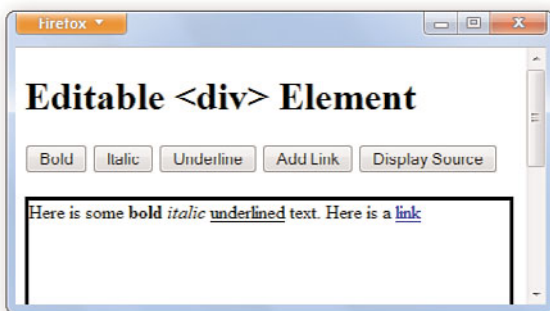 Firefox
Editable <div> Element
Bold Italic Underline Add Link Display Source
Here is some bold italic underlined text. Here is a link